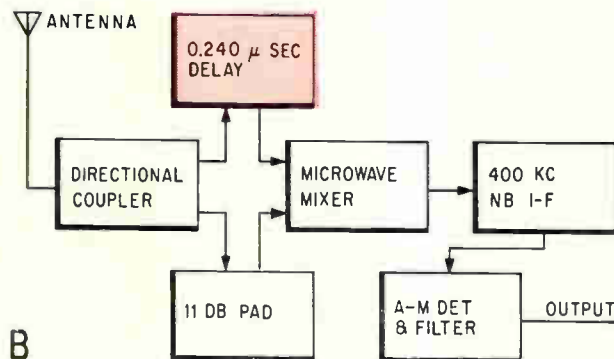 ANTENNA
0.240 μ SEC
DELAY
DIRECTIONAL
COUPLER
MICROWAVE
MIXER
400 KC
NB I-F
11 DB PAD
A-M DET
& FILTER
OUTPUT
B